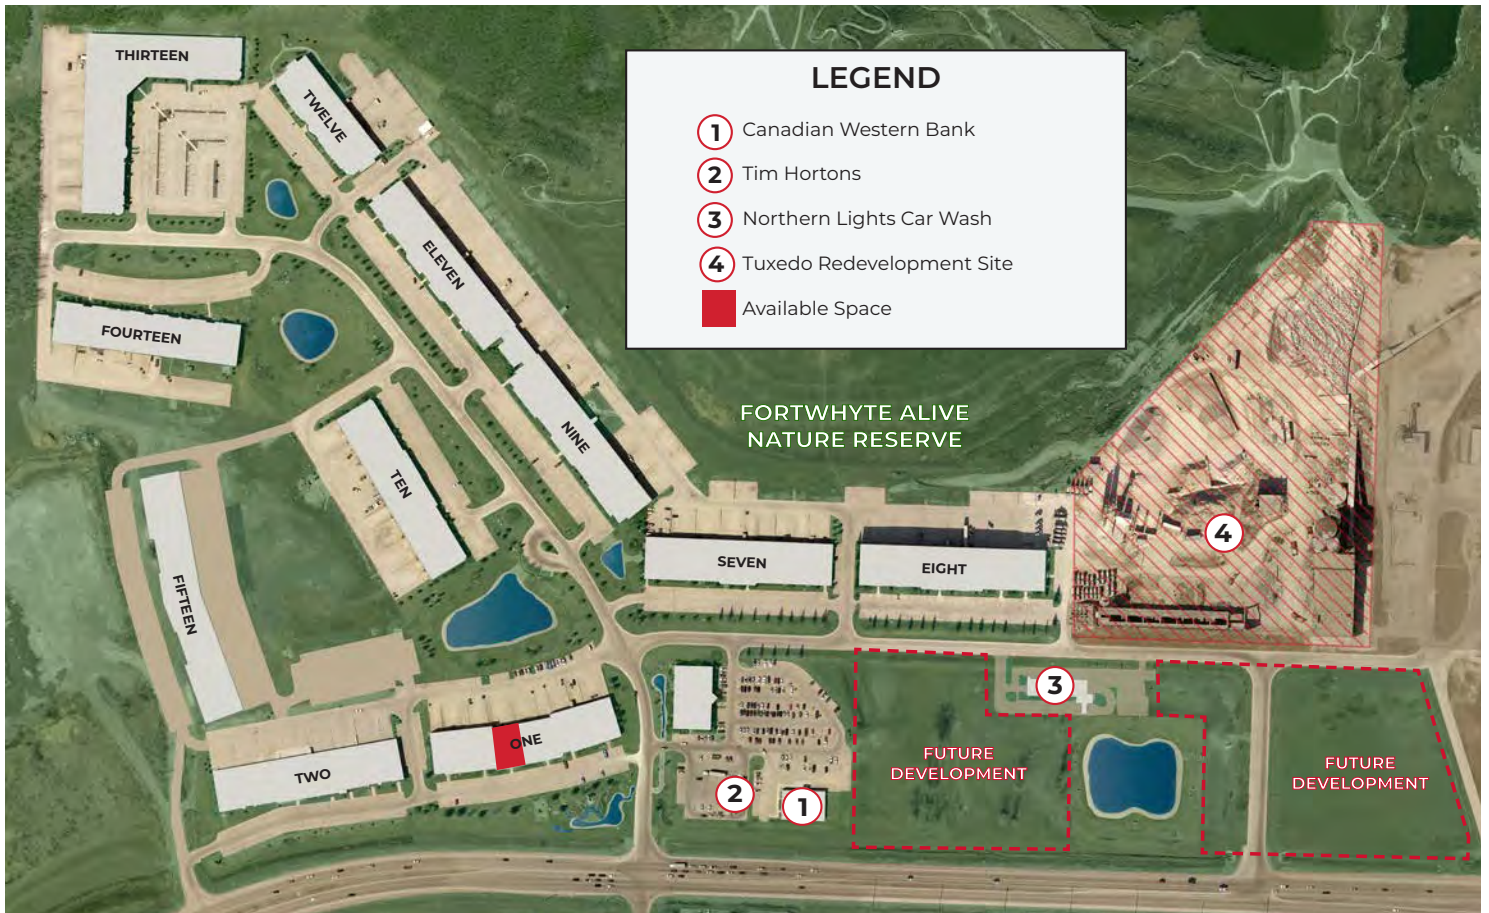 THIRTEEN
TWELVE
LEGEND
1 Canadian Western Bank
2 Tim Hortons
3 Northern Lights Car Wash
4 Tuxedo Redevelopment Site
Available Space
ELEVEN
FOURTEEN
FORTWHYTE ALIVE
NATURE RESERVE
NINE
TEN
4
SEVEN
EIGHT
FIFTEEN
3
ONE
TWO
FUTURE
DEVELOPMENT
FUTURE
DEVELOPMENT
2
1